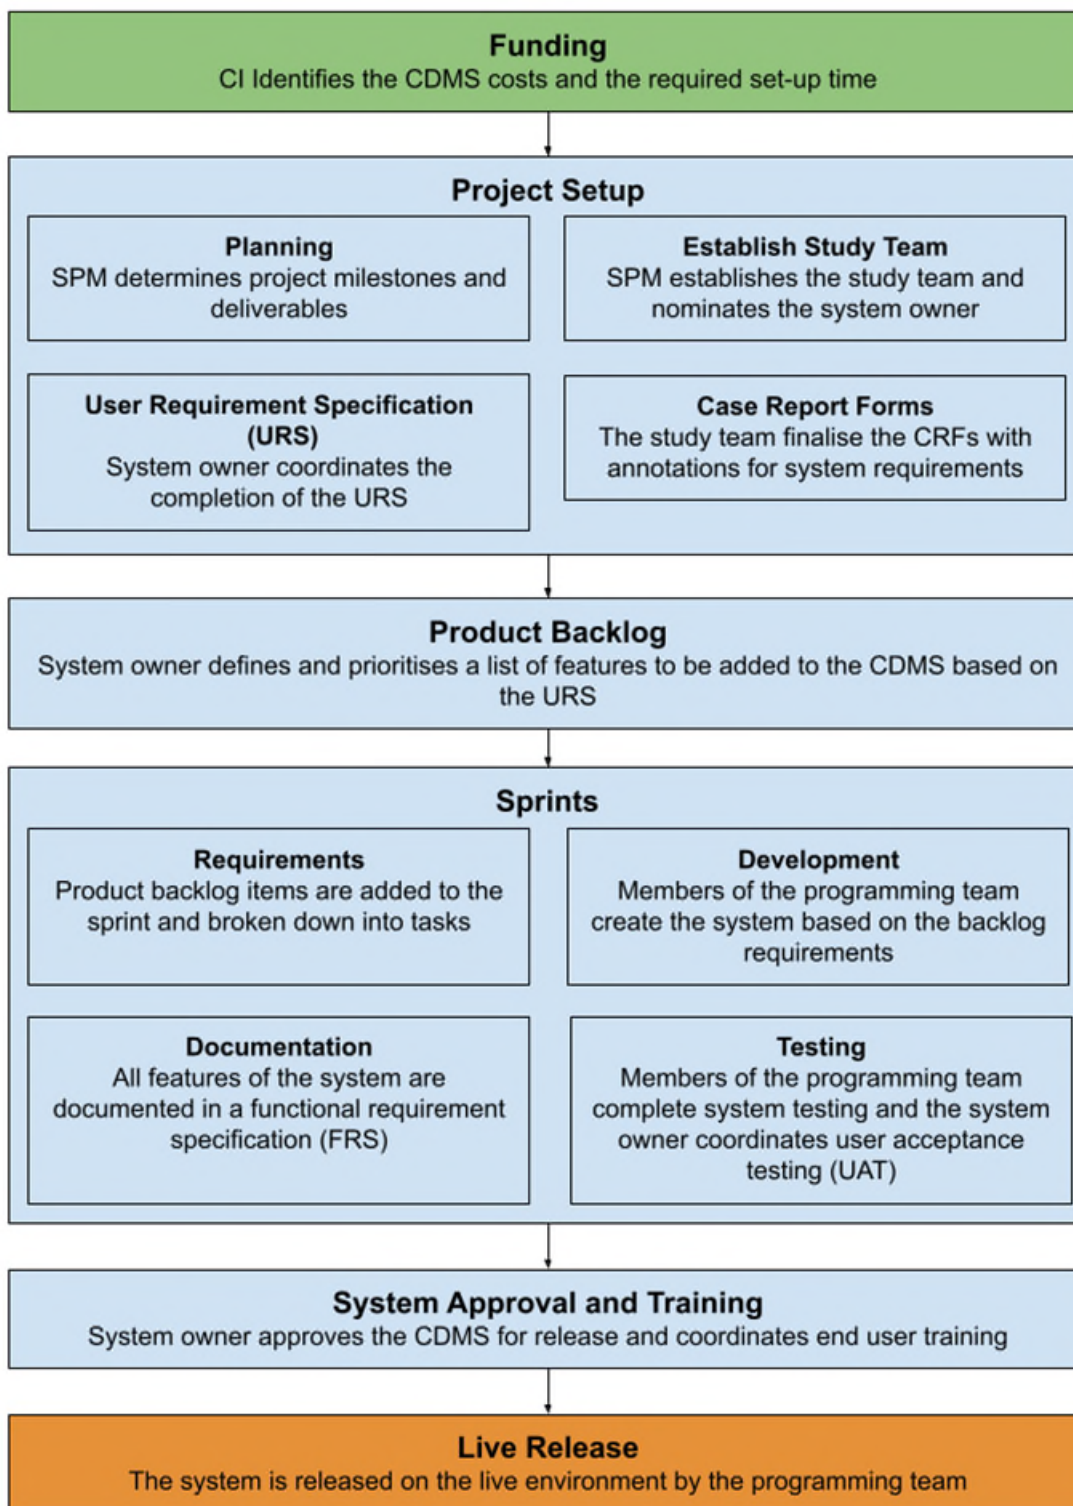 Funding
CI Identifies the CDMS costs and the required set-up time
Project Setup
Planning
SPM determines project milestones and
deliverables
Establish Study Team
SPM establishes the study team and
nominates the system owner
User Requirement Specification
(URS)
System owner coordinates the
completion of the URS
Case Report Forms
The study team finalise the CRFs with
annotations for system requirements
Product Backlog
System owner defines and prioritises a list of features to be added to the CDMS based on
the URS
Sprints
Requirements
Product backlog items are added to the
sprint and broken down into tasks
Development
Members of the programming team
create the system based on the backlog
requirements
Documentation
All features of the system are
documented in a functional requirement
specification (FRS)
Testing
Members of the programming team
complete system testing and the system
owner coordinates user acceptance
testing (UAT)
System Approval and Training
System owner approves the CDMS for release and coordinates end user training
Live Release
The system is released on the live environment by the programming team